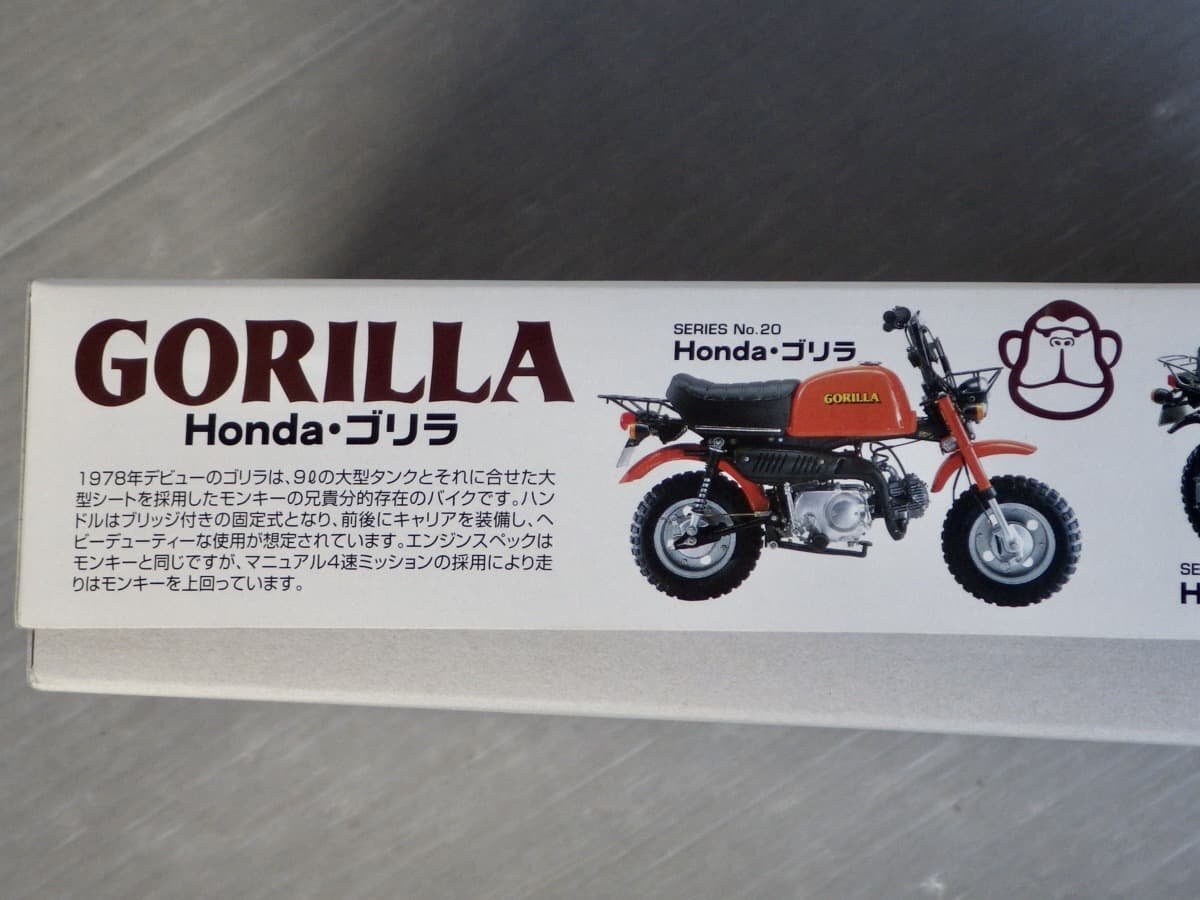 GORILLA
Honda・ゴリラ
1978年デビューのゴリラは、9ℓの大型タンクとそれに合せた大
型シートを採用したモンキーの兄貴分的存在のバイクです。ハン
ドルはブリッジ付きの固定式となり、前後にキャリアを装備し、ヘ
ビーデューティーな使用が想定されています。エンジンスペックは
モンキーと同じですが、マニュアル4速ミッションの採用により走
りはモンキーを上回っています。
SERIES No.20
Honda・ゴリラ
GORILLA
SE
H